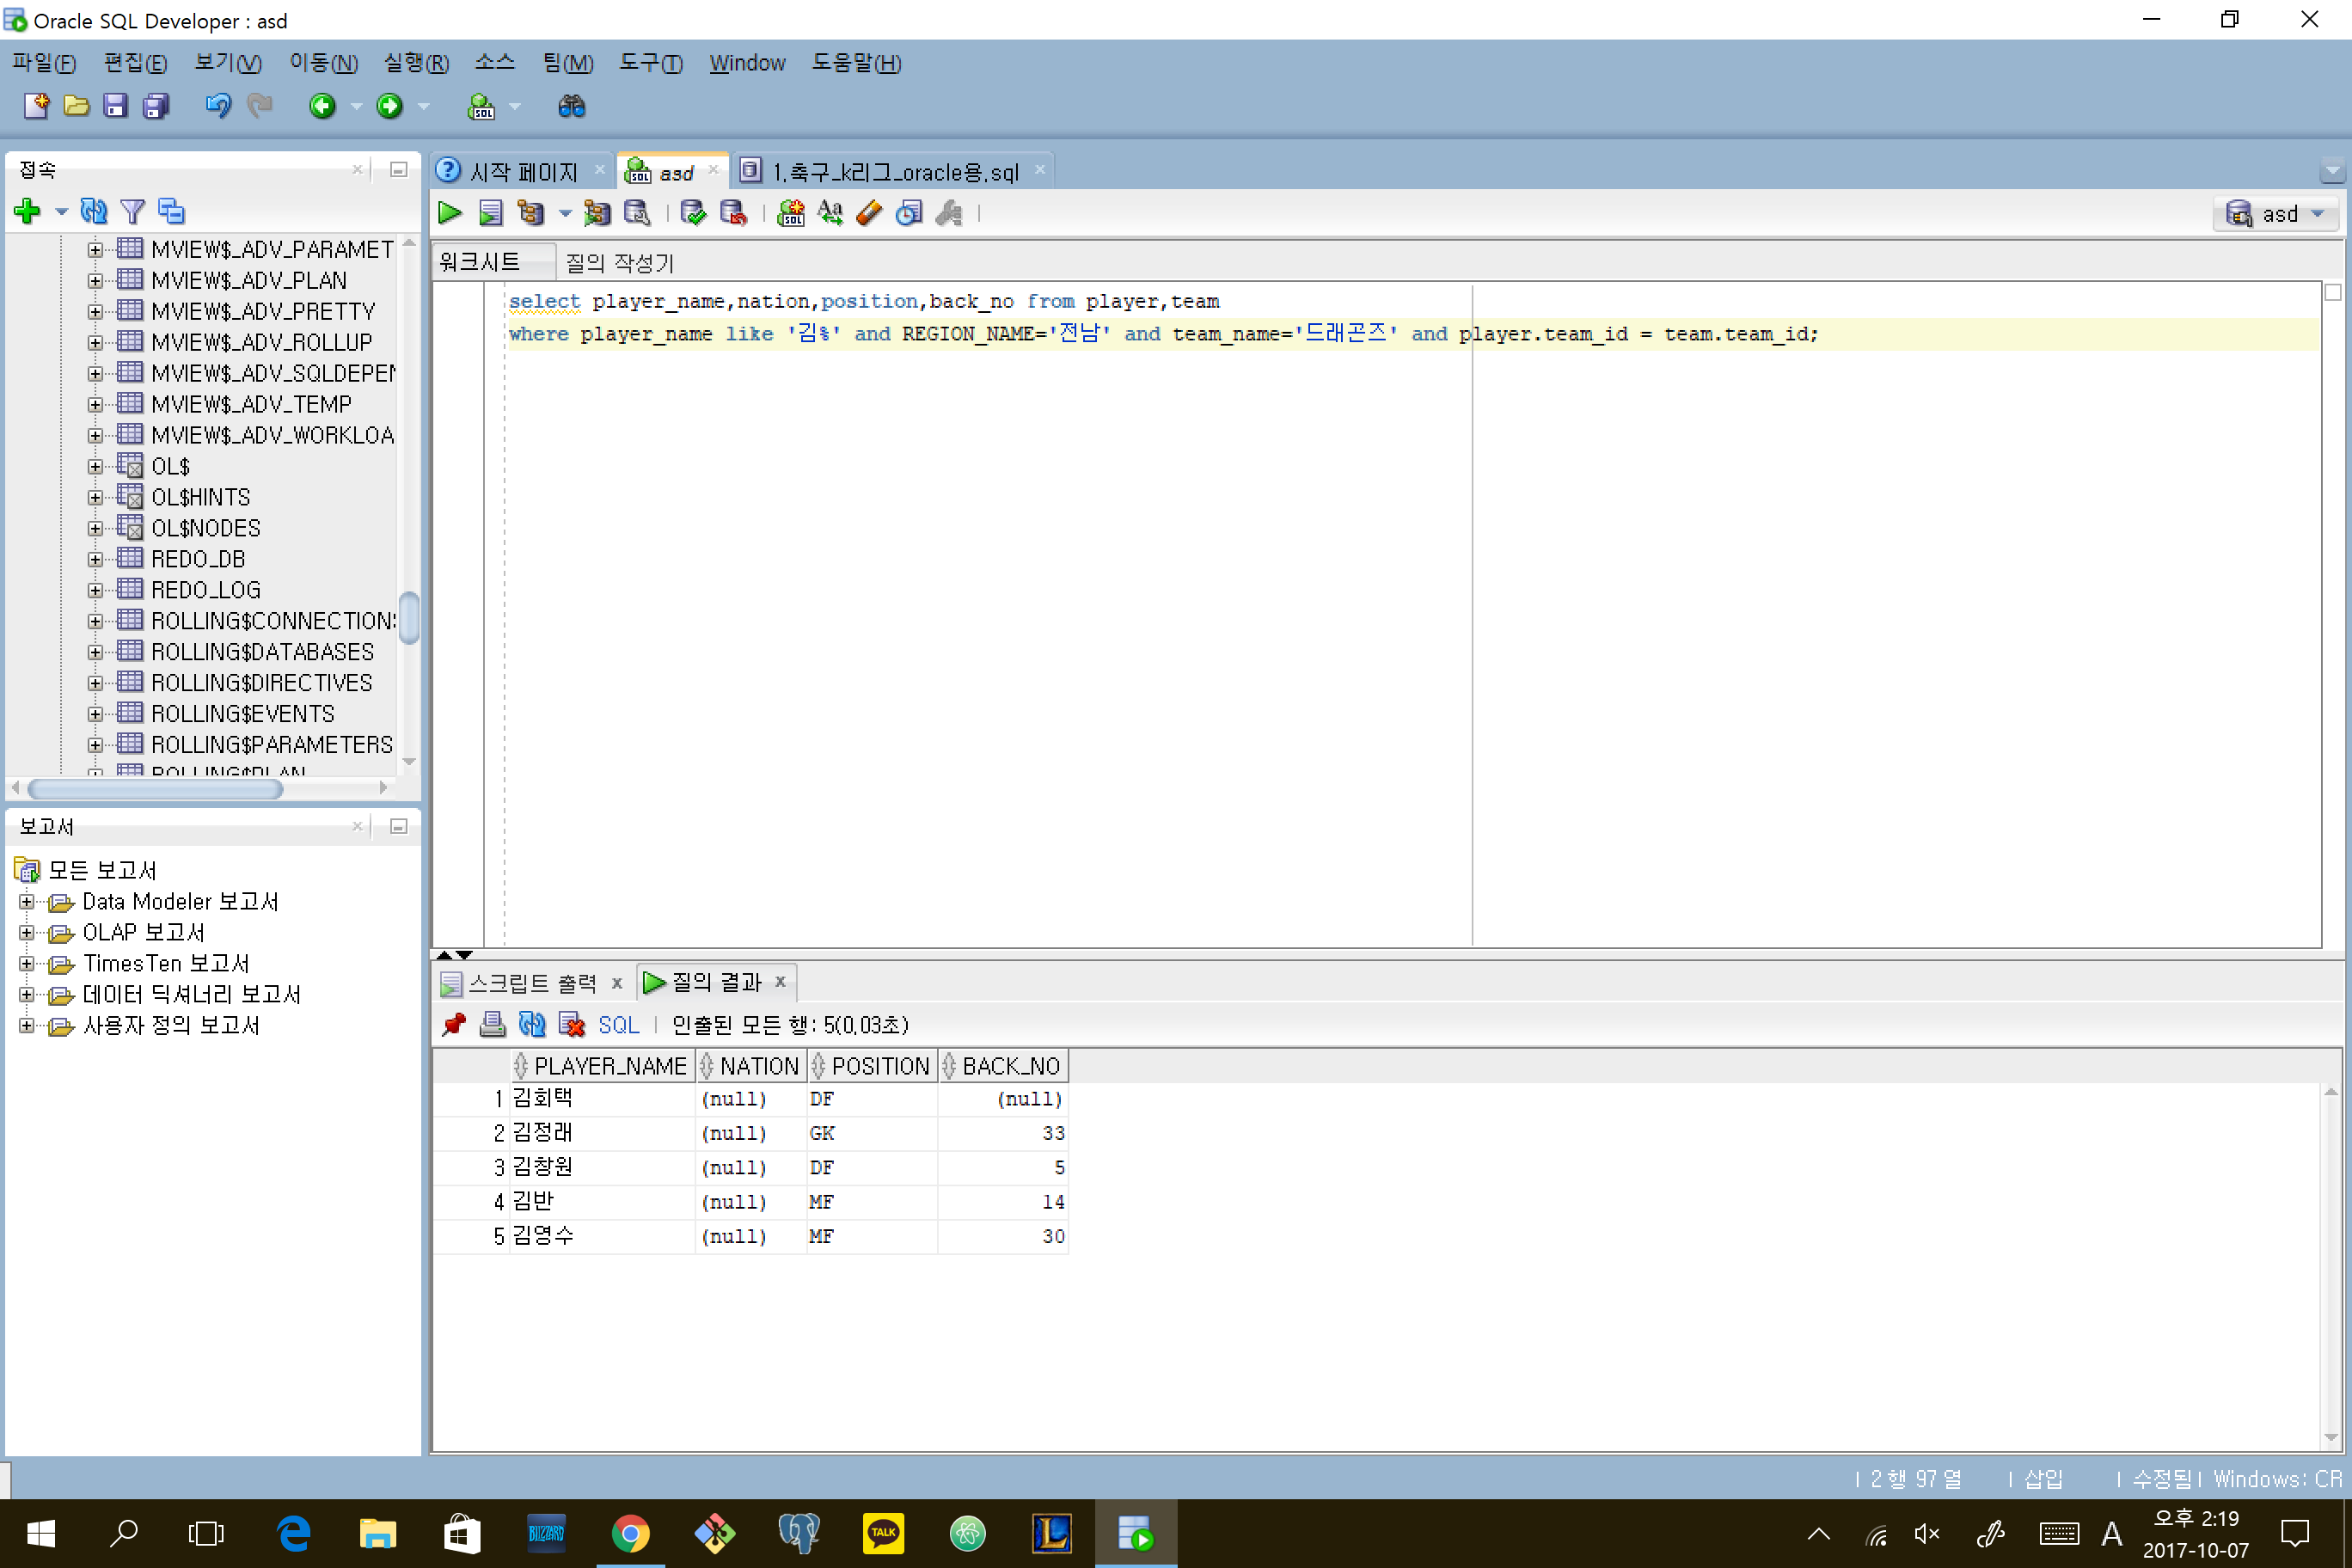 Oracle SQL Developer : asd
파일(F) 편집(E) 보기(V) 이동(N) 실행(R) 소스 팀(M) 도구(T) Window 도움말(H)
접속
시작 페이지
asd
1.축구_k리그_oracle용.sql
asd
워크시트
질의 작성기
select player_name,nation,position,back_no from player,team
where player_name like '김%' and REGION_NAME='전남' and team_name='드래곤즈' and player.team_id = team.team_id;
MVIEW$_ADV_PARAMET
MVIEW$_ADV_PLAN
MVIEW$_ADV_PRETTY
MVIEW$_ADV_ROLLUP
MVIEW$_ADV_SQLDEPEN
MVIEW$_ADV_TEMP
MVIEW$_ADV_WORKLOA
OL$
OL$HINTS
OL$NODES
REDO_DB
REDO_LOG
ROLLING$CONNECTIONS
ROLLING$DATABASES
ROLLING$DIRECTIVES
ROLLING$EVENTS
ROLLING$PARAMETERS
ROLLING$PLAN
보고서
모든 보고서
Data Modeler 보고서
OLAP 보고서
TimesTen 보고서
데이터 딕셔너리 보고서
사용자 정의 보고서
스크립트 출력 x
질의 결과 x
SQL | 인출된 모든 행: 5(0.03초)
PLAYER_NAME NATION POSITION BACK_NO
1 김회택 (null) DF (null)
2 김정래 (null) GK 33
3 김창원 (null) DF 5
4 김반 (null) MF 14
5 김영수 (null) MF 30
2 행 97 열 | 삽입 | 수정됨 | Windows: CR
BLIZZARD
TALK
L
A
오후 2:19
2017-10-07